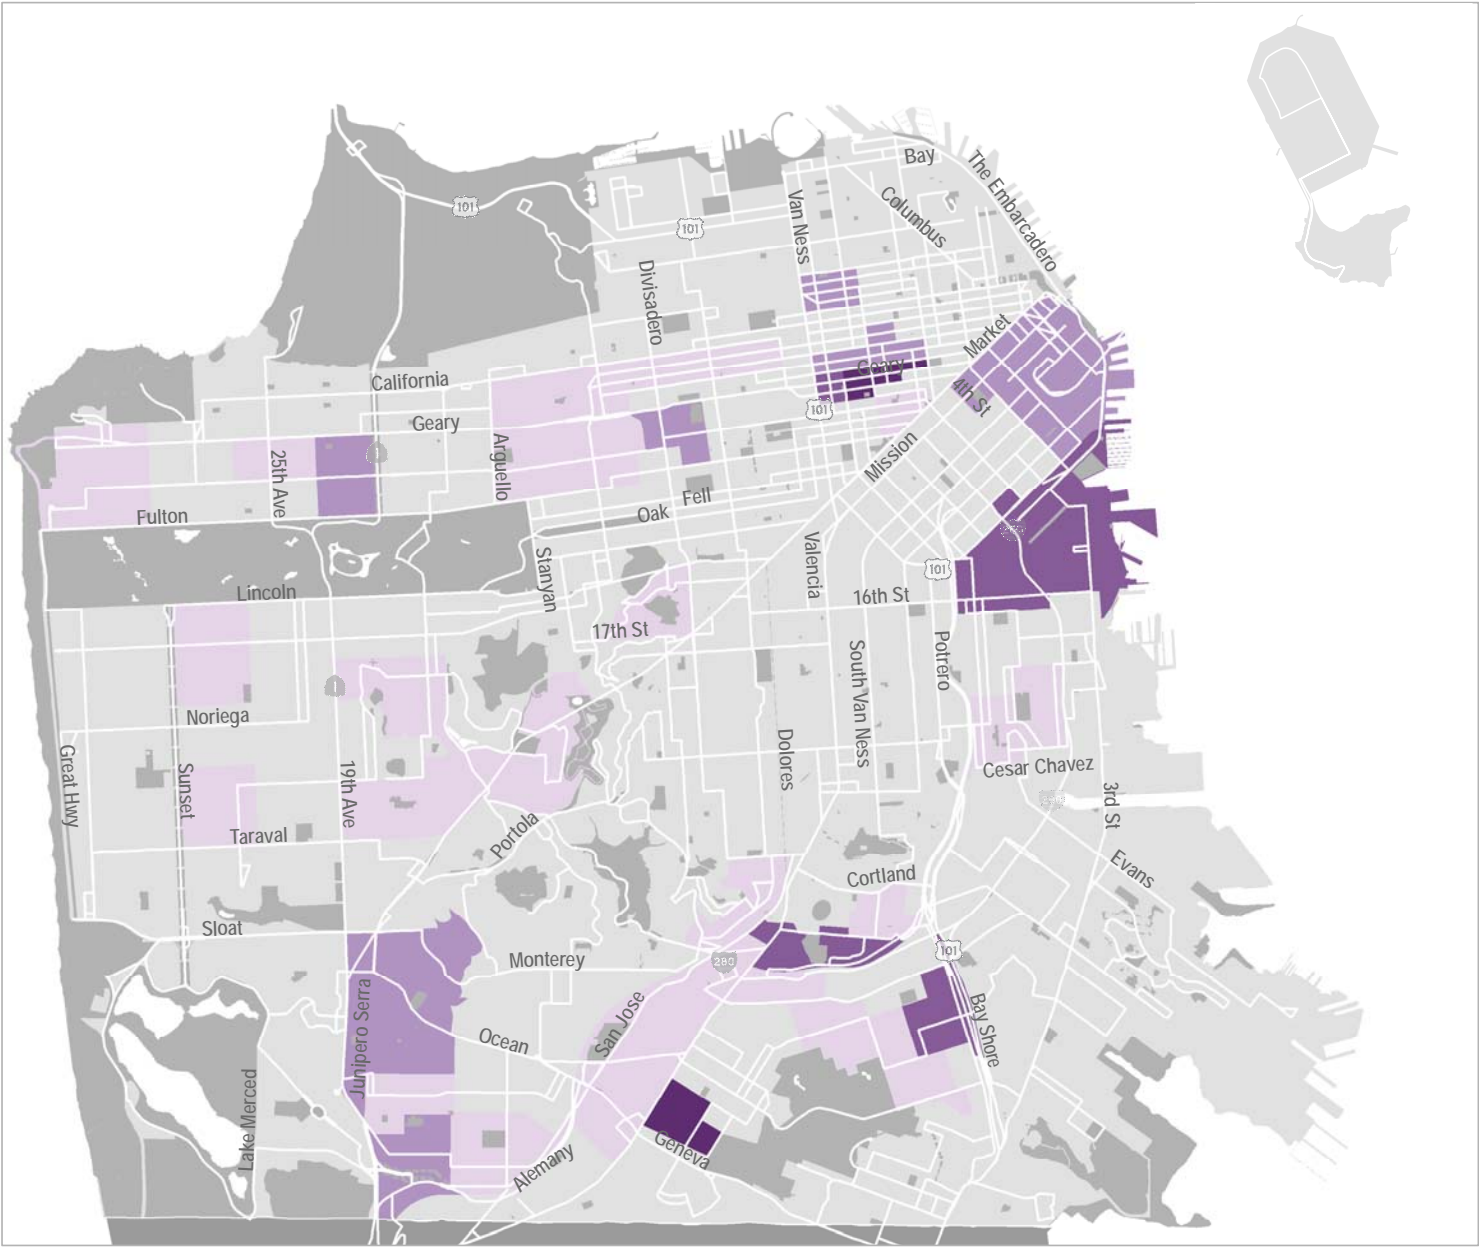 Bay
The Embarcadero
Columbus
Van Ness
101
101
Divisadero
Market
California
Geary
4th St
Geary
101
Arguello
Mission
25th Ave
1
Fell
Oak
Fulton
Stanyan
Valencia
101
Lincoln
16th St
17th St
Potrero
South Van Ness
1
Noriega
Dolores
Great Hwy
Sunset
19th Ave
Cesar Chavez
3rd St
Taraval
Portola
Cortland
Evans
Sloat
Monterey
280
101
Junipero Serra
San Jose
Bay Shore
Ocean
Lake Merced
Geneva
Alemany